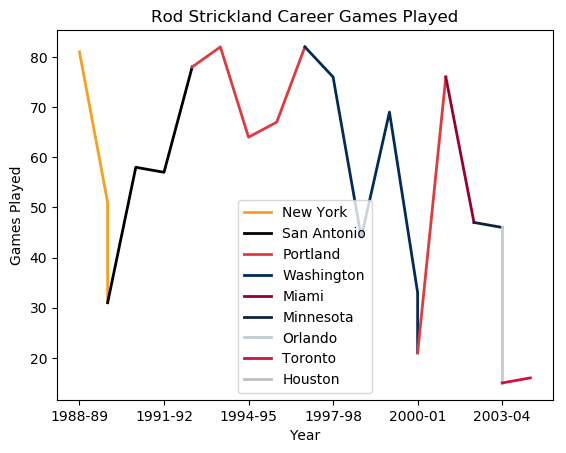 Rod Strickland Career Games Played
80
70
60
50
40
30
20
Games Played
New York
San Antonio
Portland
Washington
Miami
Minnesota
Orlando
Toronto
Houston
1988-89 1991-92 1994-95 1997-98 2000-01 2003-04
Year